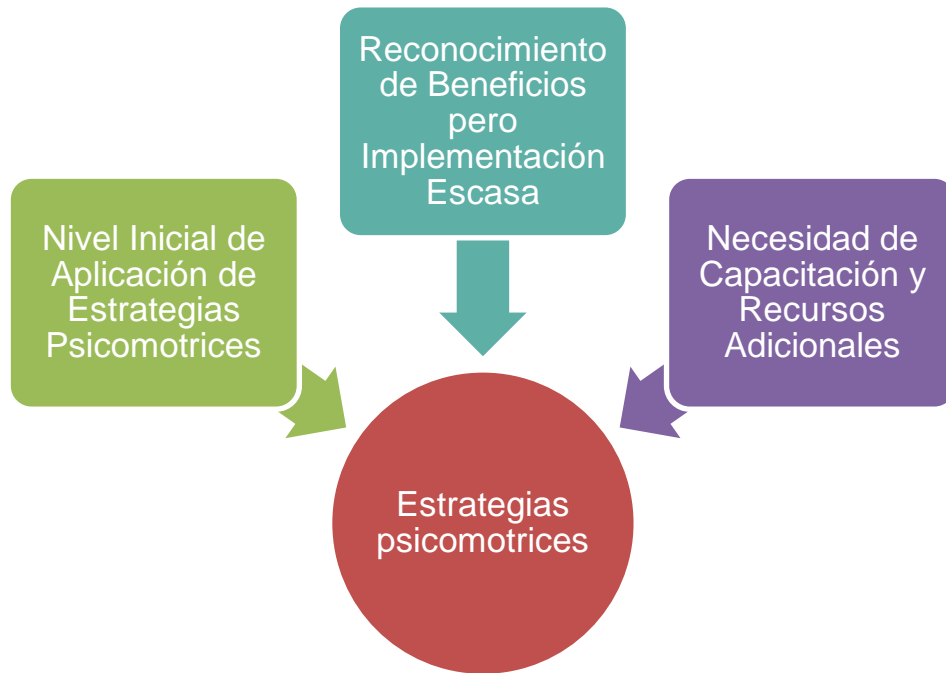 Reconocimiento
de Beneficios
pero
Implementación
Escasa
Nivel Inicial de
Aplicación de
Estrategias
Psicomotrices
Necesidad de
Capacitación y
Recursos
Adicionales
Estrategias
psicomotrices